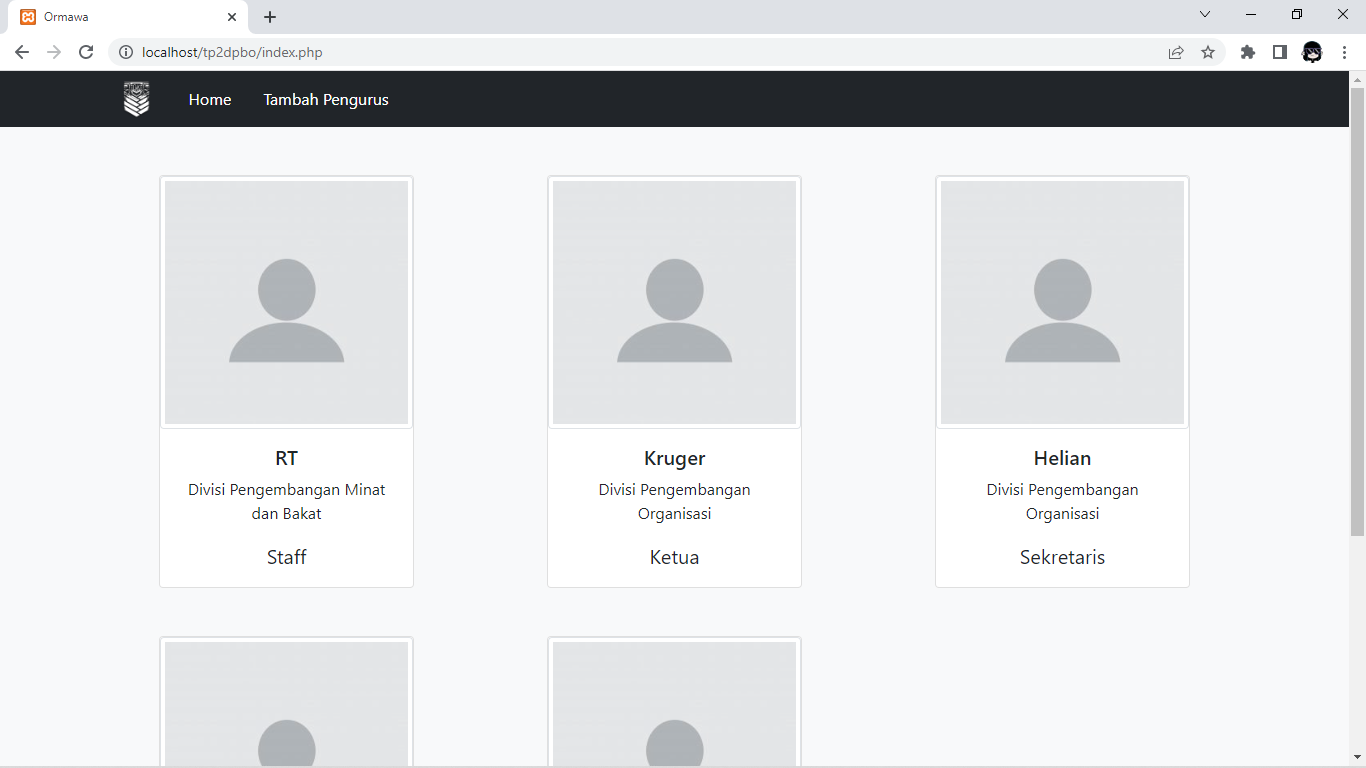 Ormawa
localhost/tp2dpbo/index.php
Home Tambah Pengurus
RT
Divisi Pengembangan Minat
dan Bakat
Staff
Kruger
Divisi Pengembangan
Organisasi
Ketua
Helian
Divisi Pengembangan
Organisasi
Sekretaris